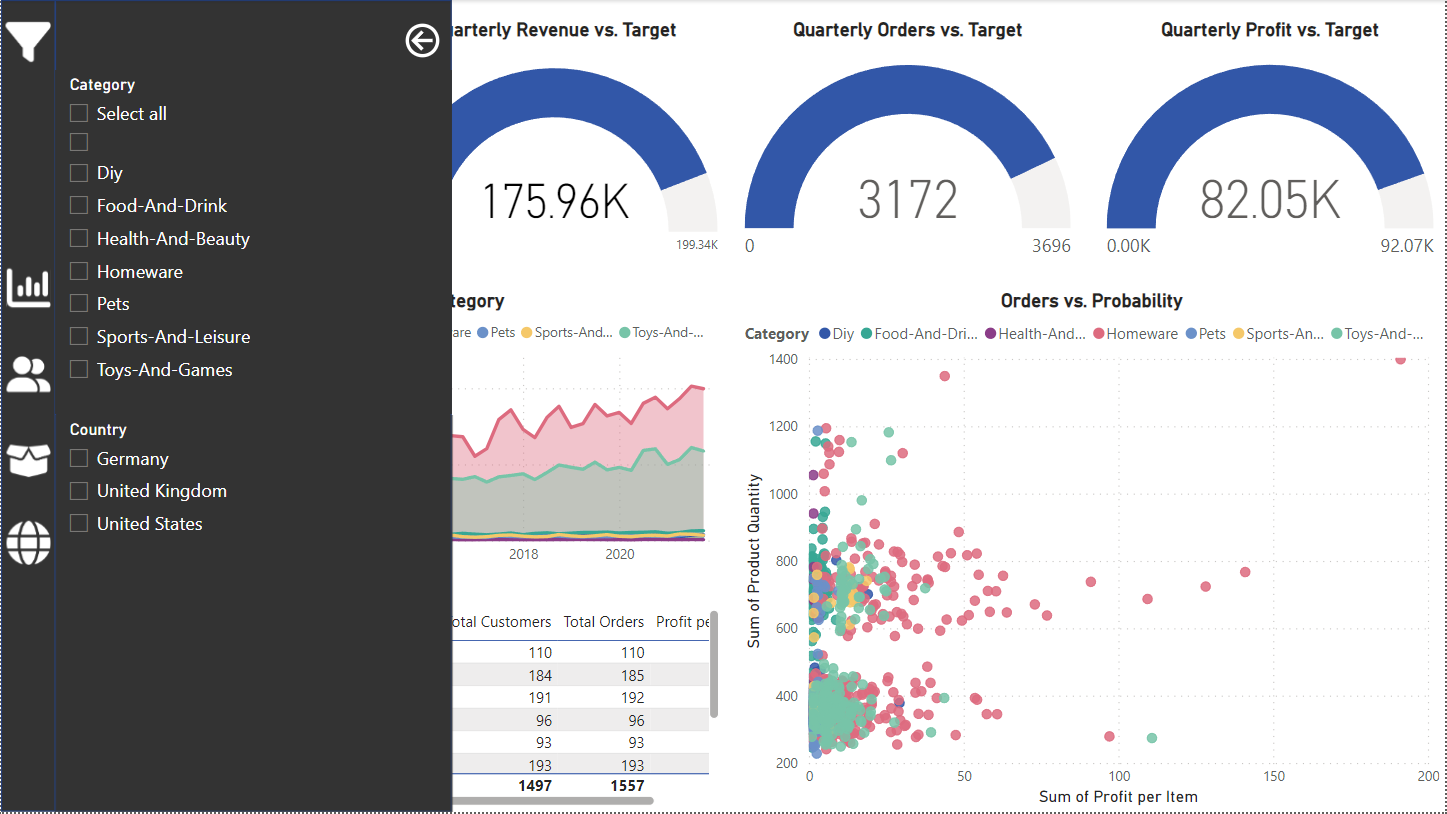 arterly Revenue vs. Target
Quarterly Orders vs. Target
Quarterly Profit vs. Target
Category
Select all
Diy
Food-And-Drink
Health-And-Beauty
Homeware
Pets
Sports-And-Leisure
Toys-And-Games
Country
Germany
United Kingdom
United States
175.96K
199.34K
3172
0
3696
82.05K
0.00K
92.07K
tegory
are Pets Sports-And... Toys-And-...
2018 2020
otal Customers Total Orders Profit pe
110 110
184 185
191 192
96 96
93 93
193 193
1497 1557
Orders vs. Probability
Category Diy Food-And-Dri... Health-And... Homeware Pets Sports-An... Toys-And-...
Sum of Product Quantity
1400
1200
1000
800
600
400
200
0 50 100 150 200
Sum of Profit per Item